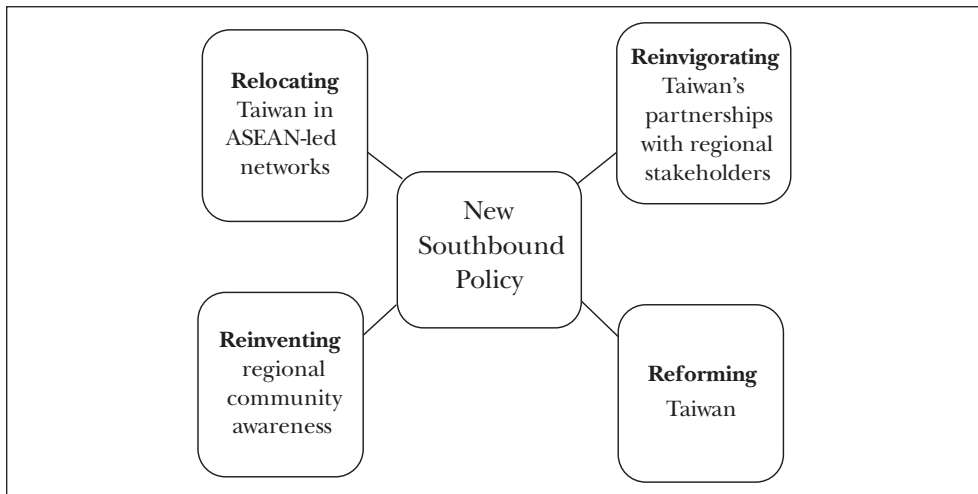 Relocating
Taiwan in
ASEAN-led
networks
Reinvigorating
Taiwan’s
partnerships
with regional
stakeholders
New
Southbound
Policy
Reinventing
regional
community
awareness
Reforming
Taiwan